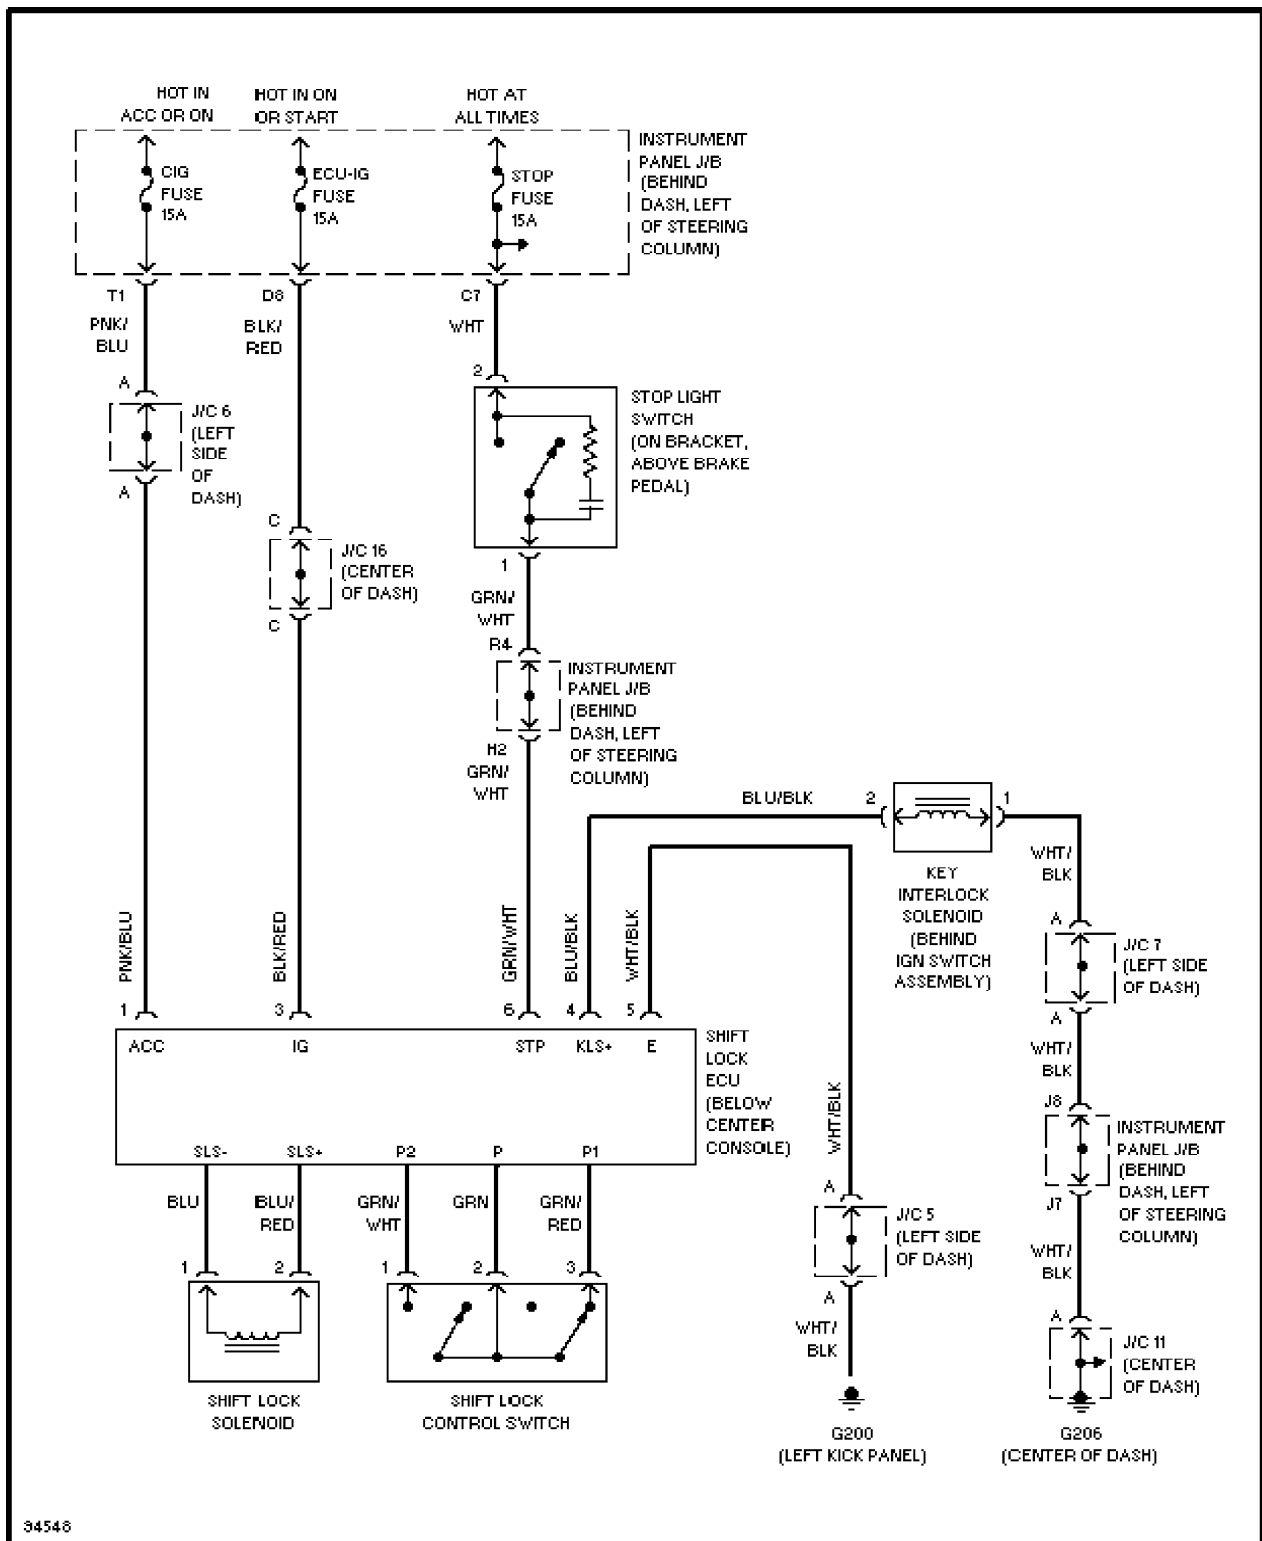 HOT IN
ACC OR ON
HOT IN ON
OR START
HOT AT
ALL TIMES
CIG
FUSE
15A
ECU-IG
FUSE
15A
STOP
FUSE
15A
INSTRUMENT
PANEL J/B
(BEHIND
DASH, LEFT
OF STEERING
COLUMN)
T1
D8
C7
PNK/
BLU
BLK/
RED
WHT
A
J/C 6
(LEFT
SIDE
OF
DASH)
A
2
STOP LIGHT
SWITCH
(ON BRACKET,
ABOVE BRAKE
PEDAL)
1
C
J/C 16
(CENTER
OF DASH)
C
GRN/
WHT
R4
INSTRUMENT
PANEL J/B
(BEHIND
DASH, LEFT
OF STEERING
COLUMN)
H2
GRN/
WHT
BLU/BLK
2
1
KEY
INTERLOCK
SOLENOID
(BEHIND
IGN SWITCH
ASSEMBLY)
WHT/
BLK
A
J/C 7
(LEFT SIDE
OF DASH)
A
WHT/
BLK
J8
INSTRUMENT
PANEL J/B
(BEHIND
DASH, LEFT
OF STEERING
COLUMN)
J7
WHT/
BLK
A
J/C 11
(CENTER
OF DASH)
G206
(CENTER OF DASH)
PNK/BLU
BLK/RED
GRN/WHT
BLU/BLK
WHT/BLK
1
3
6
4
5
ACC
IG
STP
KLS+
E
SHIFT
LOCK
ECU
(BELOW
CENTER
CONSOLE)
SLS-
SLS+
P2
P
P1
BLU
BLU/
RED
GRN/
WHT
GRN
GRN/
RED
1
2
1
2
3
SHIFT LOCK
SOLENOID
SHIFT LOCK
CONTROL SWITCH
WHT/BLK
A
J/C 5
(LEFT SIDE
OF DASH)
A
WHT/
BLK
G200
(LEFT KICK PANEL)
94548